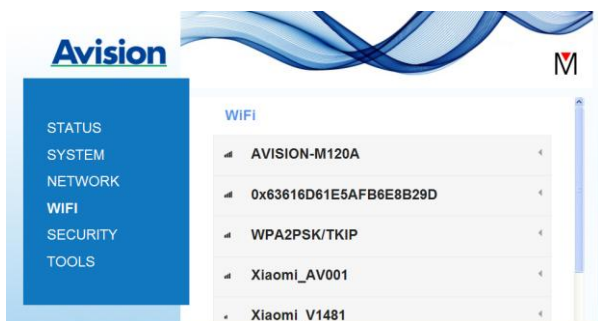 Avision
M
STATUS
SYSTEM
NETWORK
WIFI
SECURITY
TOOLS
WiFi
AVISION-M120A
0x63616D61E5AFB6E8B29D
WPA2PSK/TKIP
Xiaomi_AV001
Xiaomi_V1481